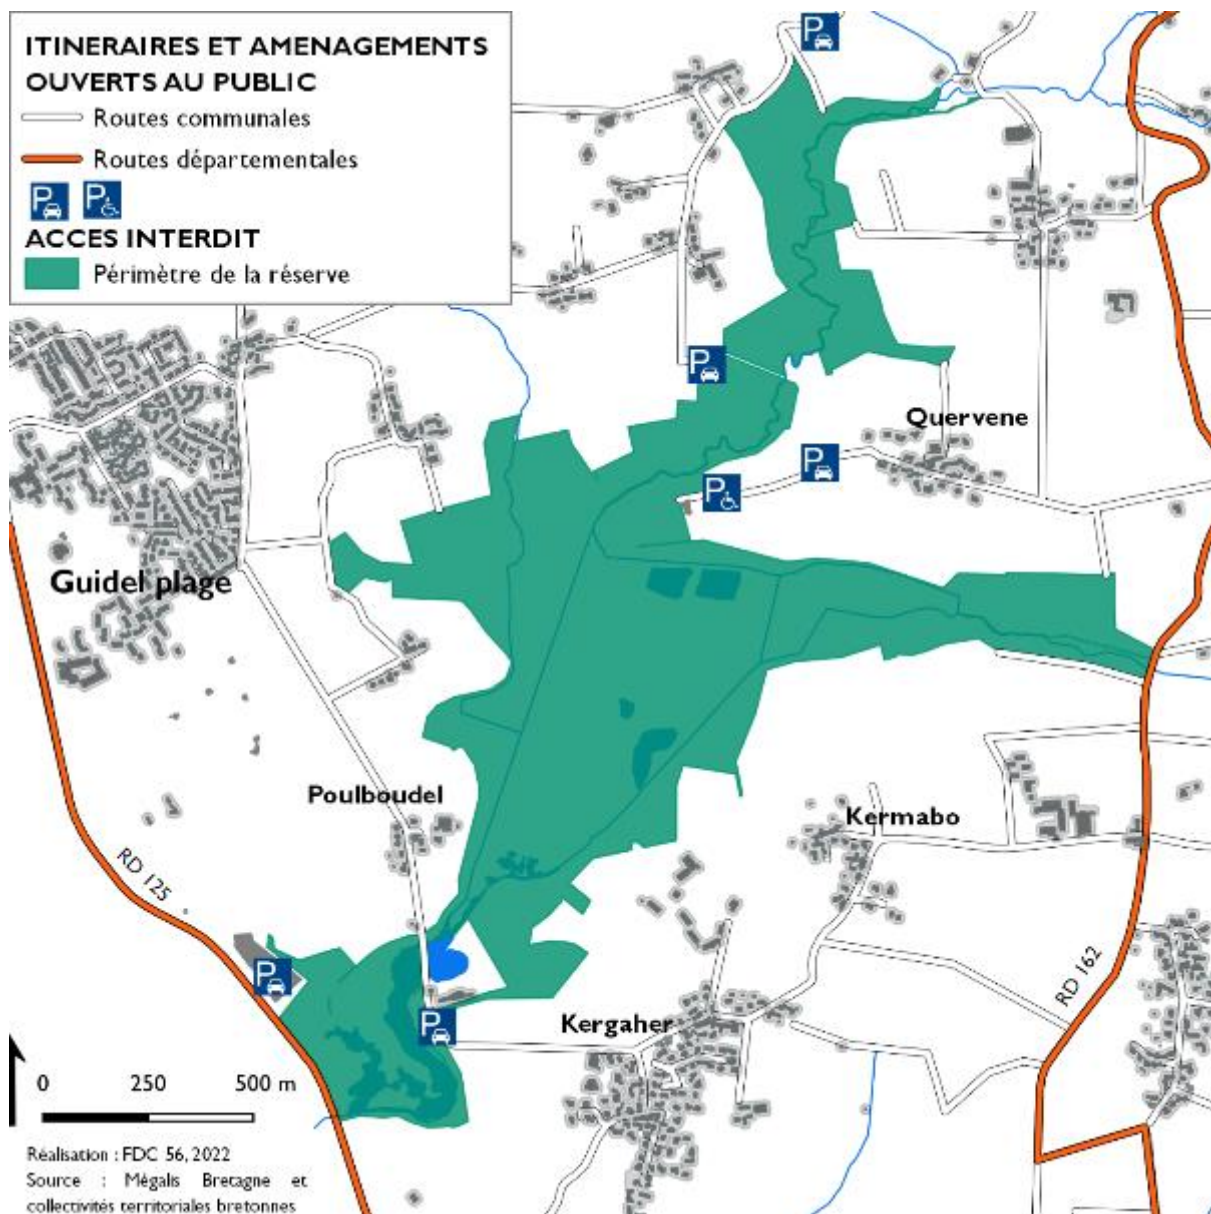 ITINERAIRES ET AMENAGEMENTS
OUVERTS AU PUBLIC
Routes communales
Routes départementales
P P
ACCES INTERDIT
Périmètre de la réserve
P
P
Quervene
P
P
Guidel plage
Poulboudel
Kermabo
RD 125
RD 162
P
P
Kergaher
0 250 500 m
Réalisation : FDC 56, 2022
Source : Mégalis Bretagne et
collectivités territoriales bretonnes